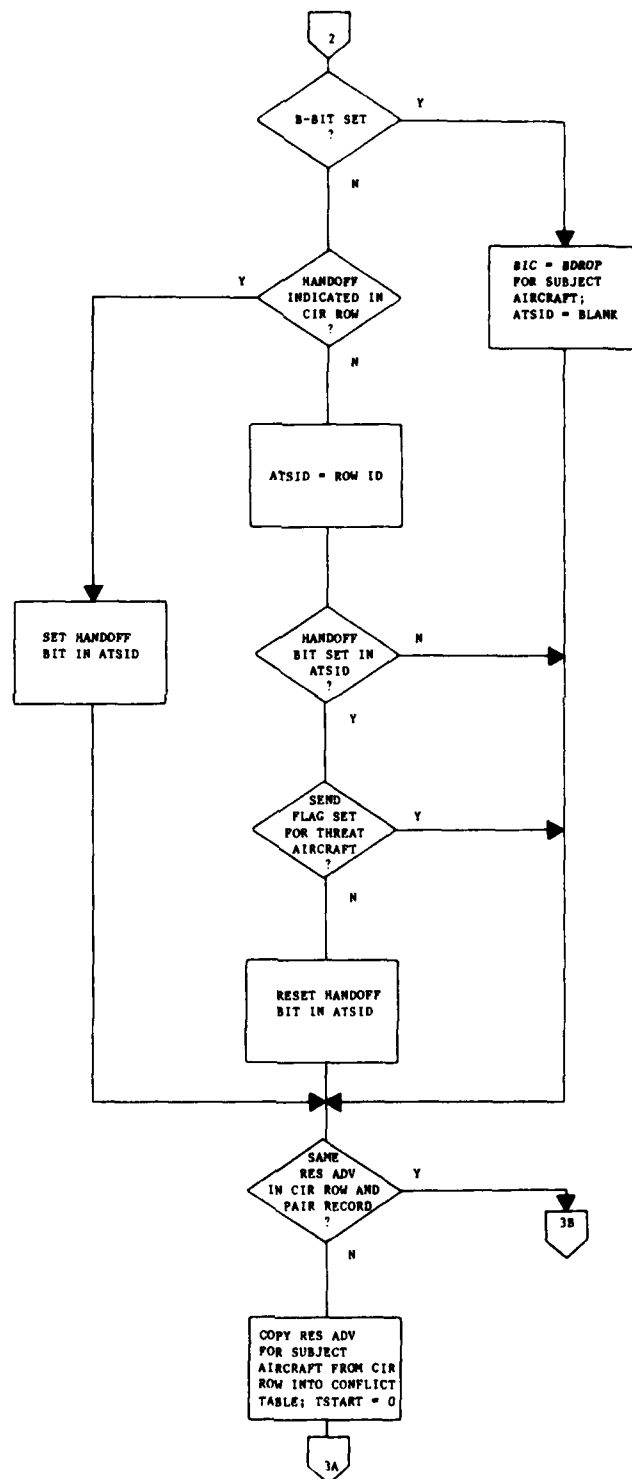 2
B-BIT SET
?
Y
N
BIC = BDROP
FOR SUBJECT
AIRCRAFT;
ATSID = BLANK
HANDOFF
INDICATED IN
CIR ROW
?
Y
N
ATSID = ROW ID
SET HANDOFF
BIT IN ATSID
HANDOFF
BIT SET IN
ATSID
?
N
Y
SEND
FLAG SET
FOR THREAT
AIRCRAFT
?
Y
N
RESET HANDOFF
BIT IN ATSID
SAME
RES ADV
IN CIR ROW AND
PAIR RECORD
?
Y
3B
N
COPY RES ADV
FOR SUBJECT
AIRCRAFT FROM CIR
ROW INTO CONFLICT
TABLE; TSTART = 0
3A